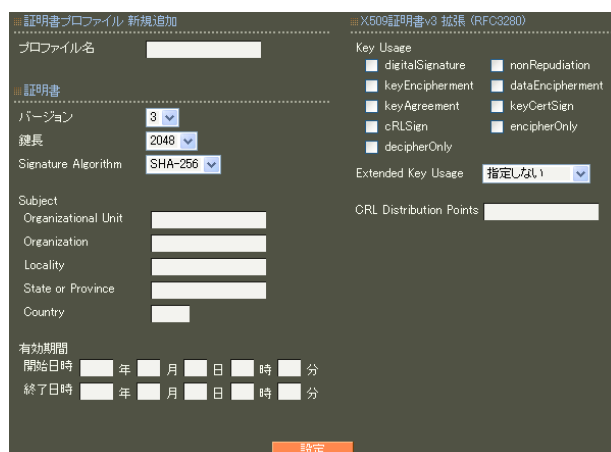 証明書プロファイル 新規追加
プロファイル名
証明書
バージョン 3
鍵長 2048
Signature Algorithm SHA-256
Subject
Organizational Unit
Organization
Locality
State or Province
Country
有効期間
開始日時 年 月 日 時 分
終了日時 年 月 日 時 分
X509証明書v3 拡張 (RFC3280)
Key Usage
digitalSignature nonRepudiation
keyEncipherment dataEncipherment
keyAgreement keyCertSign
cRLSign encipherOnly
decipherOnly
Extended Key Usage 指定しない
CRL Distribution Points
設定